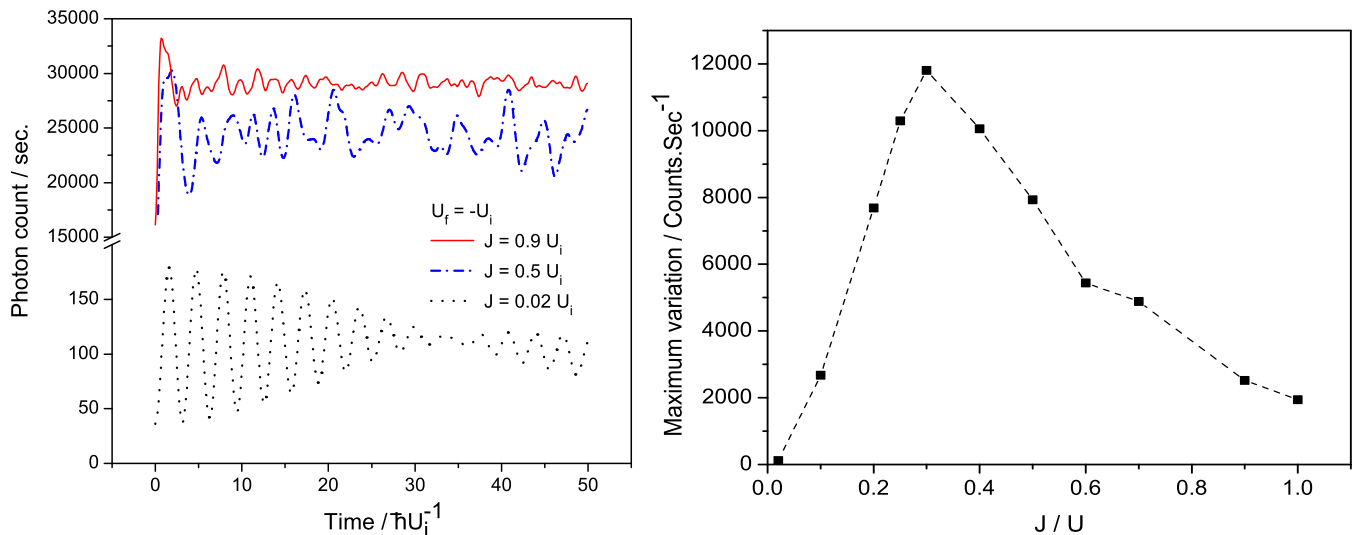 35000
30000
25000
20000
15000
150
100
50
0
Photon count / sec.
U_f = -U_i
J = 0.9 U_i
J = 0.5 U_i
J = 0.02 U_i
0 10 20 30 40 50
Time / ħU_i^-1
12000
10000
8000
6000
4000
2000
0
Maximum variation / Counts.Sec^-1
0.0 0.2 0.4 0.6 0.8 1.0
J / U